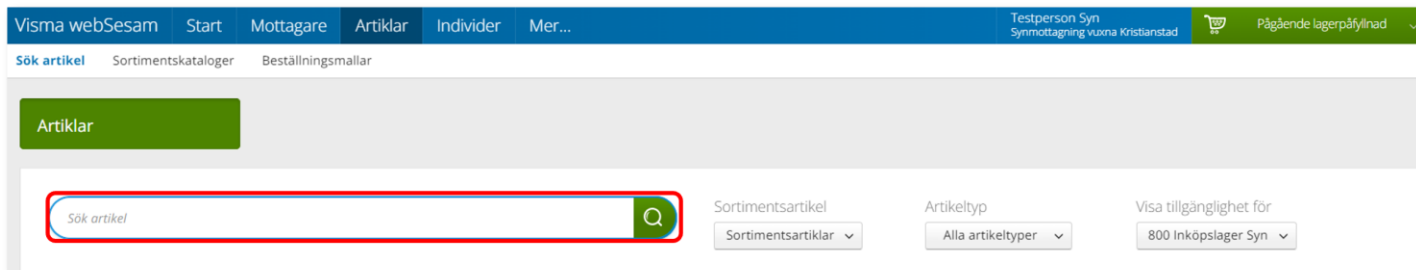 Visma webSesam Start Mottagare Artiklar Individer Mer...
Testperson Syn
Synmottagning vuxna Kristianstad
Pågående lagerpåfyllnad
Sök artikel Sortimentskataloger Beställningsmallar
Artiklar
Sök artikel
Sortimentsartikel Artikeltyp Visa tillgänglighet för
Sortimentsartiklar Alla artikeltyper 800 Inköpslager Syn